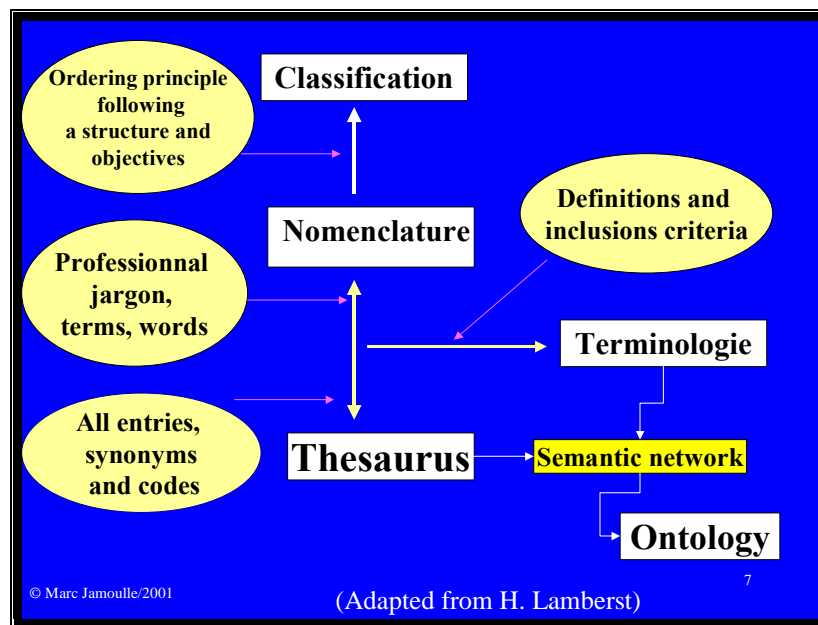 Ordering principle
following
a structure and
objectives
Classification
Nomenclature
Definitions and
inclusions criteria
Professionnal
jargon,
terms, words
Terminologie
All entries,
synonyms
and codes
Thesaurus
Semantic network
Ontology
© Marc Jamoulle/2001
(Adapted from H. Lamberst)
7